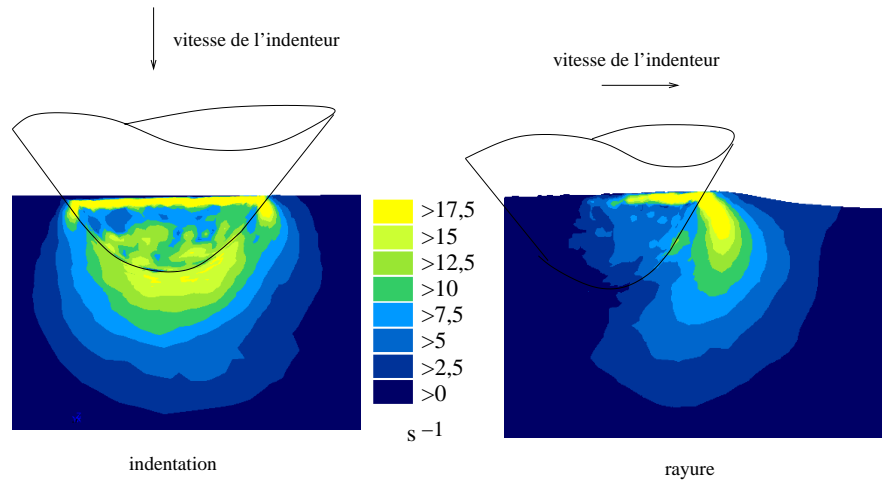 vitesse de l'indenteur
vitesse de l'indenteur
>17,5
>15
>12,5
>10
>7,5
>5
>2,5
>0
s −1
indentation
rayure